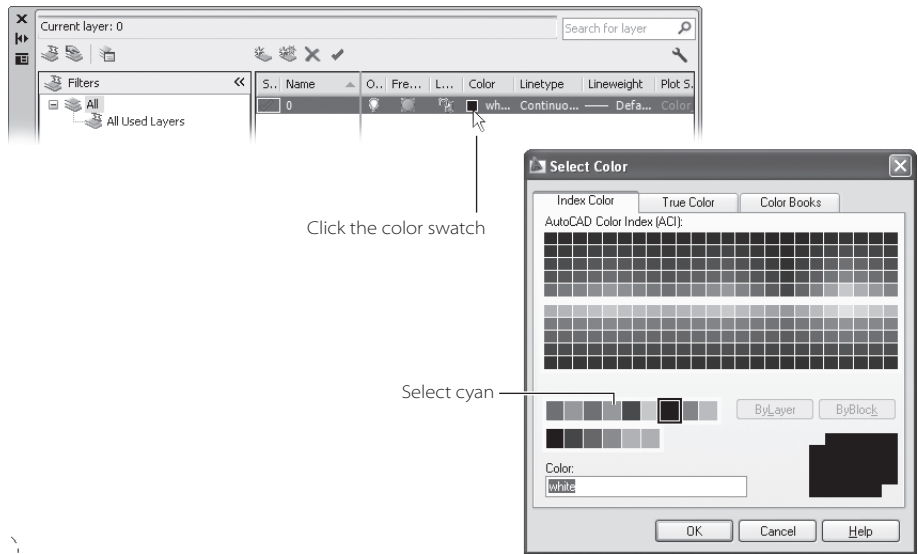 Current layer: 0
Search for layer
Filters
S.. Name O.. Fre... L... Color Linetype Lineweight Plot S.
All
0 wh... Continuo... Defa... Color
All Used Layers
Click the color swatch
Select Color
Index Color True Color Color Books
AutoCAD Color Index (ACI):
Select cyan
ByLayer ByBlock
Color:
white
OK Cancel Help